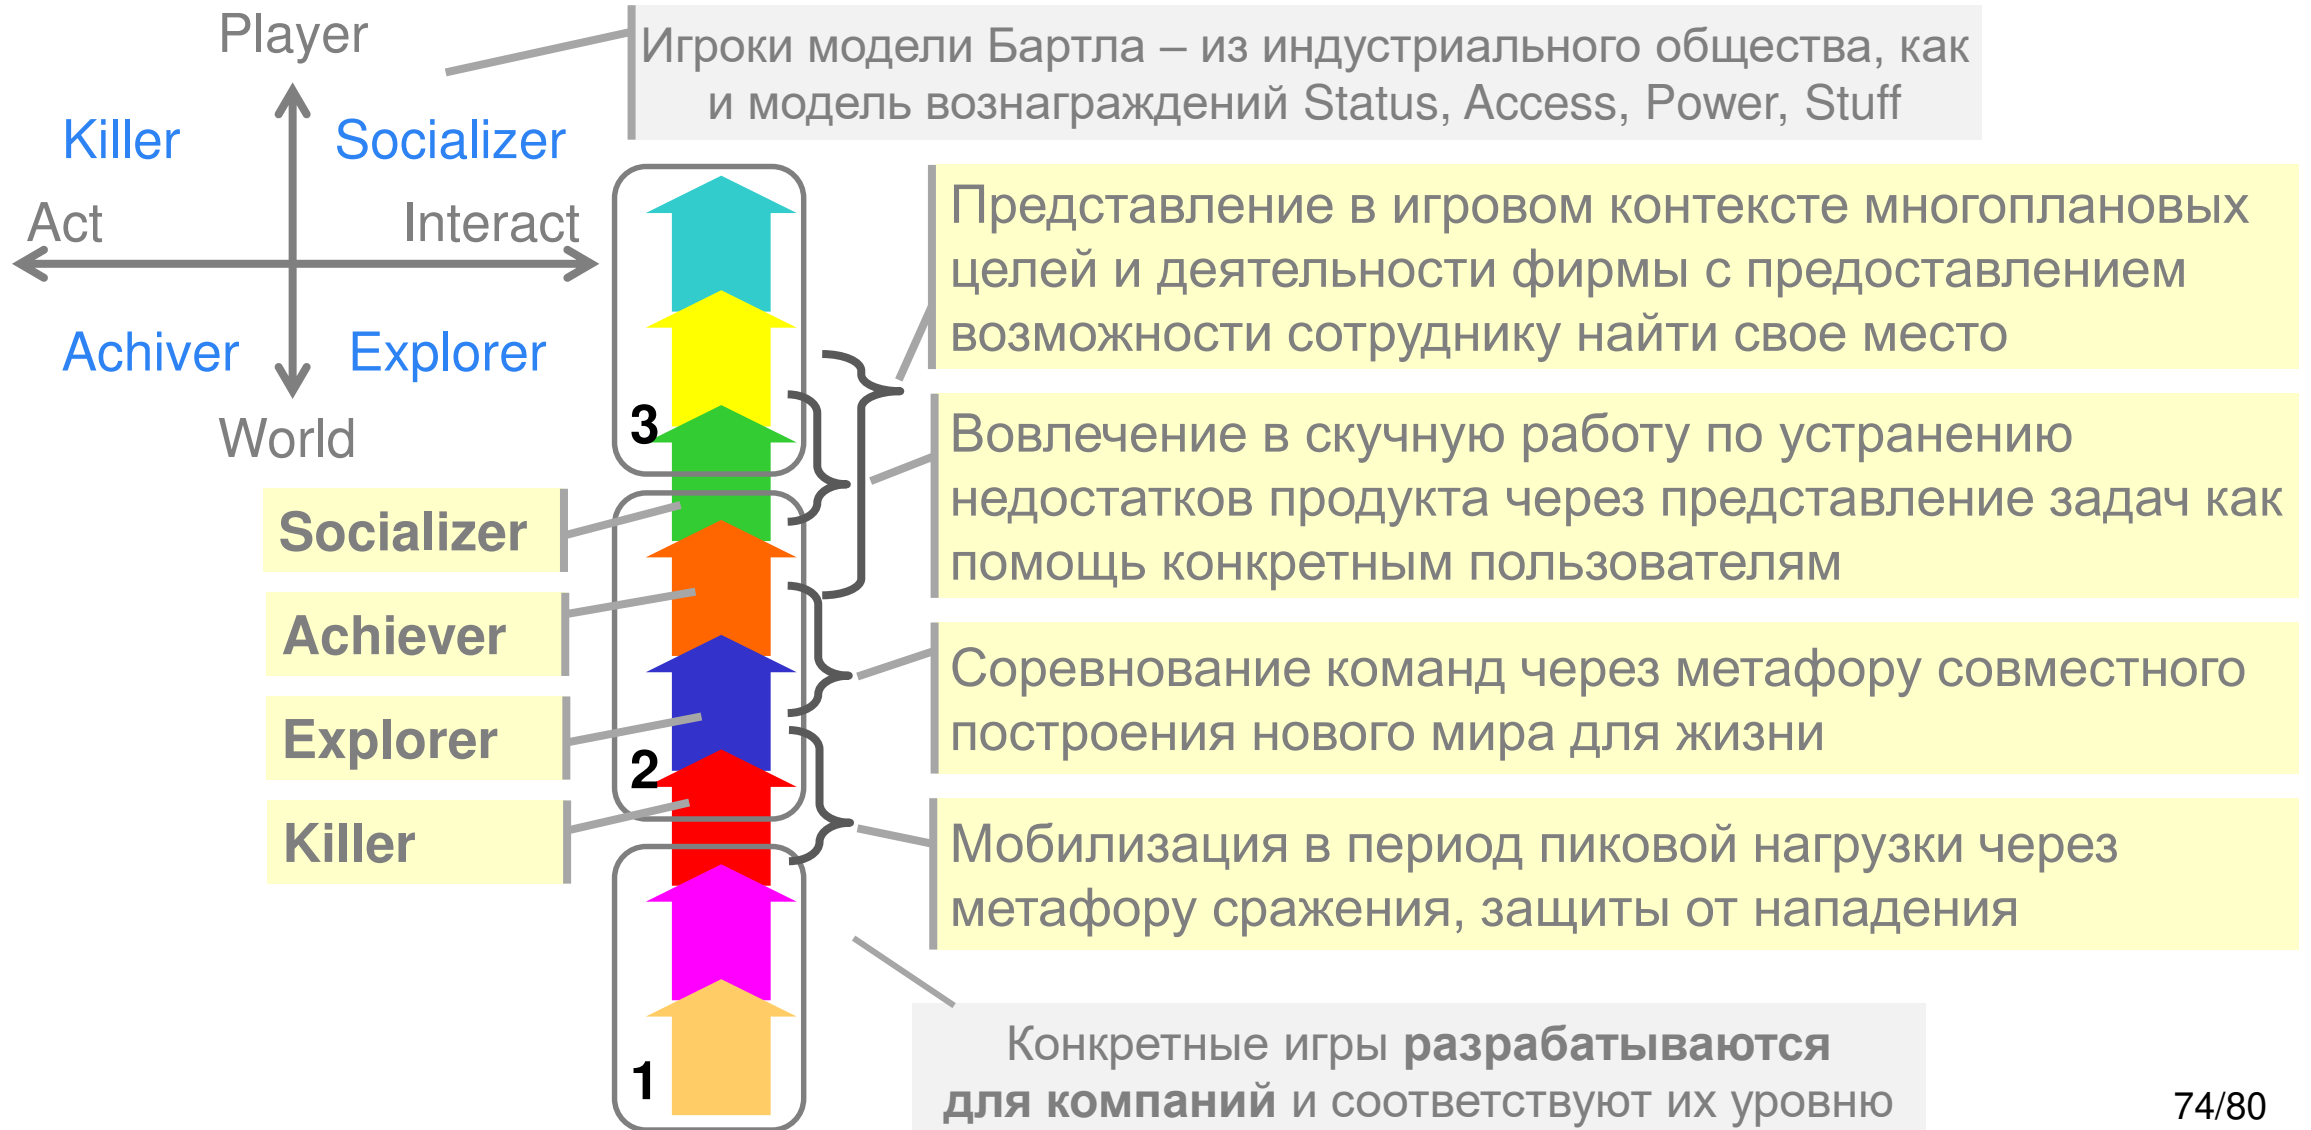 Player
Killer
Socializer
Act
Interact
Achiver
Explorer
World
Игроки модели Бартла – из индустриального общества, как
и модель вознаграждений Status, Access, Power, Stuff
3
2
1
Socializer
Achiever
Explorer
Killer
Представление в игровом контексте многоплановых
целей и деятельности фирмы с предоставлением
возможности сотруднику найти свое место
Вовлечение в скучную работу по устранению
недостатков продукта через представление задач как
помощь конкретным пользователям
Соревнование команд через метафору совместного
построения нового мира для жизни
Мобилизация в период пиковой нагрузки через
метафору сражения, защиты от нападения
Конкретные игры разрабатываются
для компаний и соответствуют их уровню
74/80